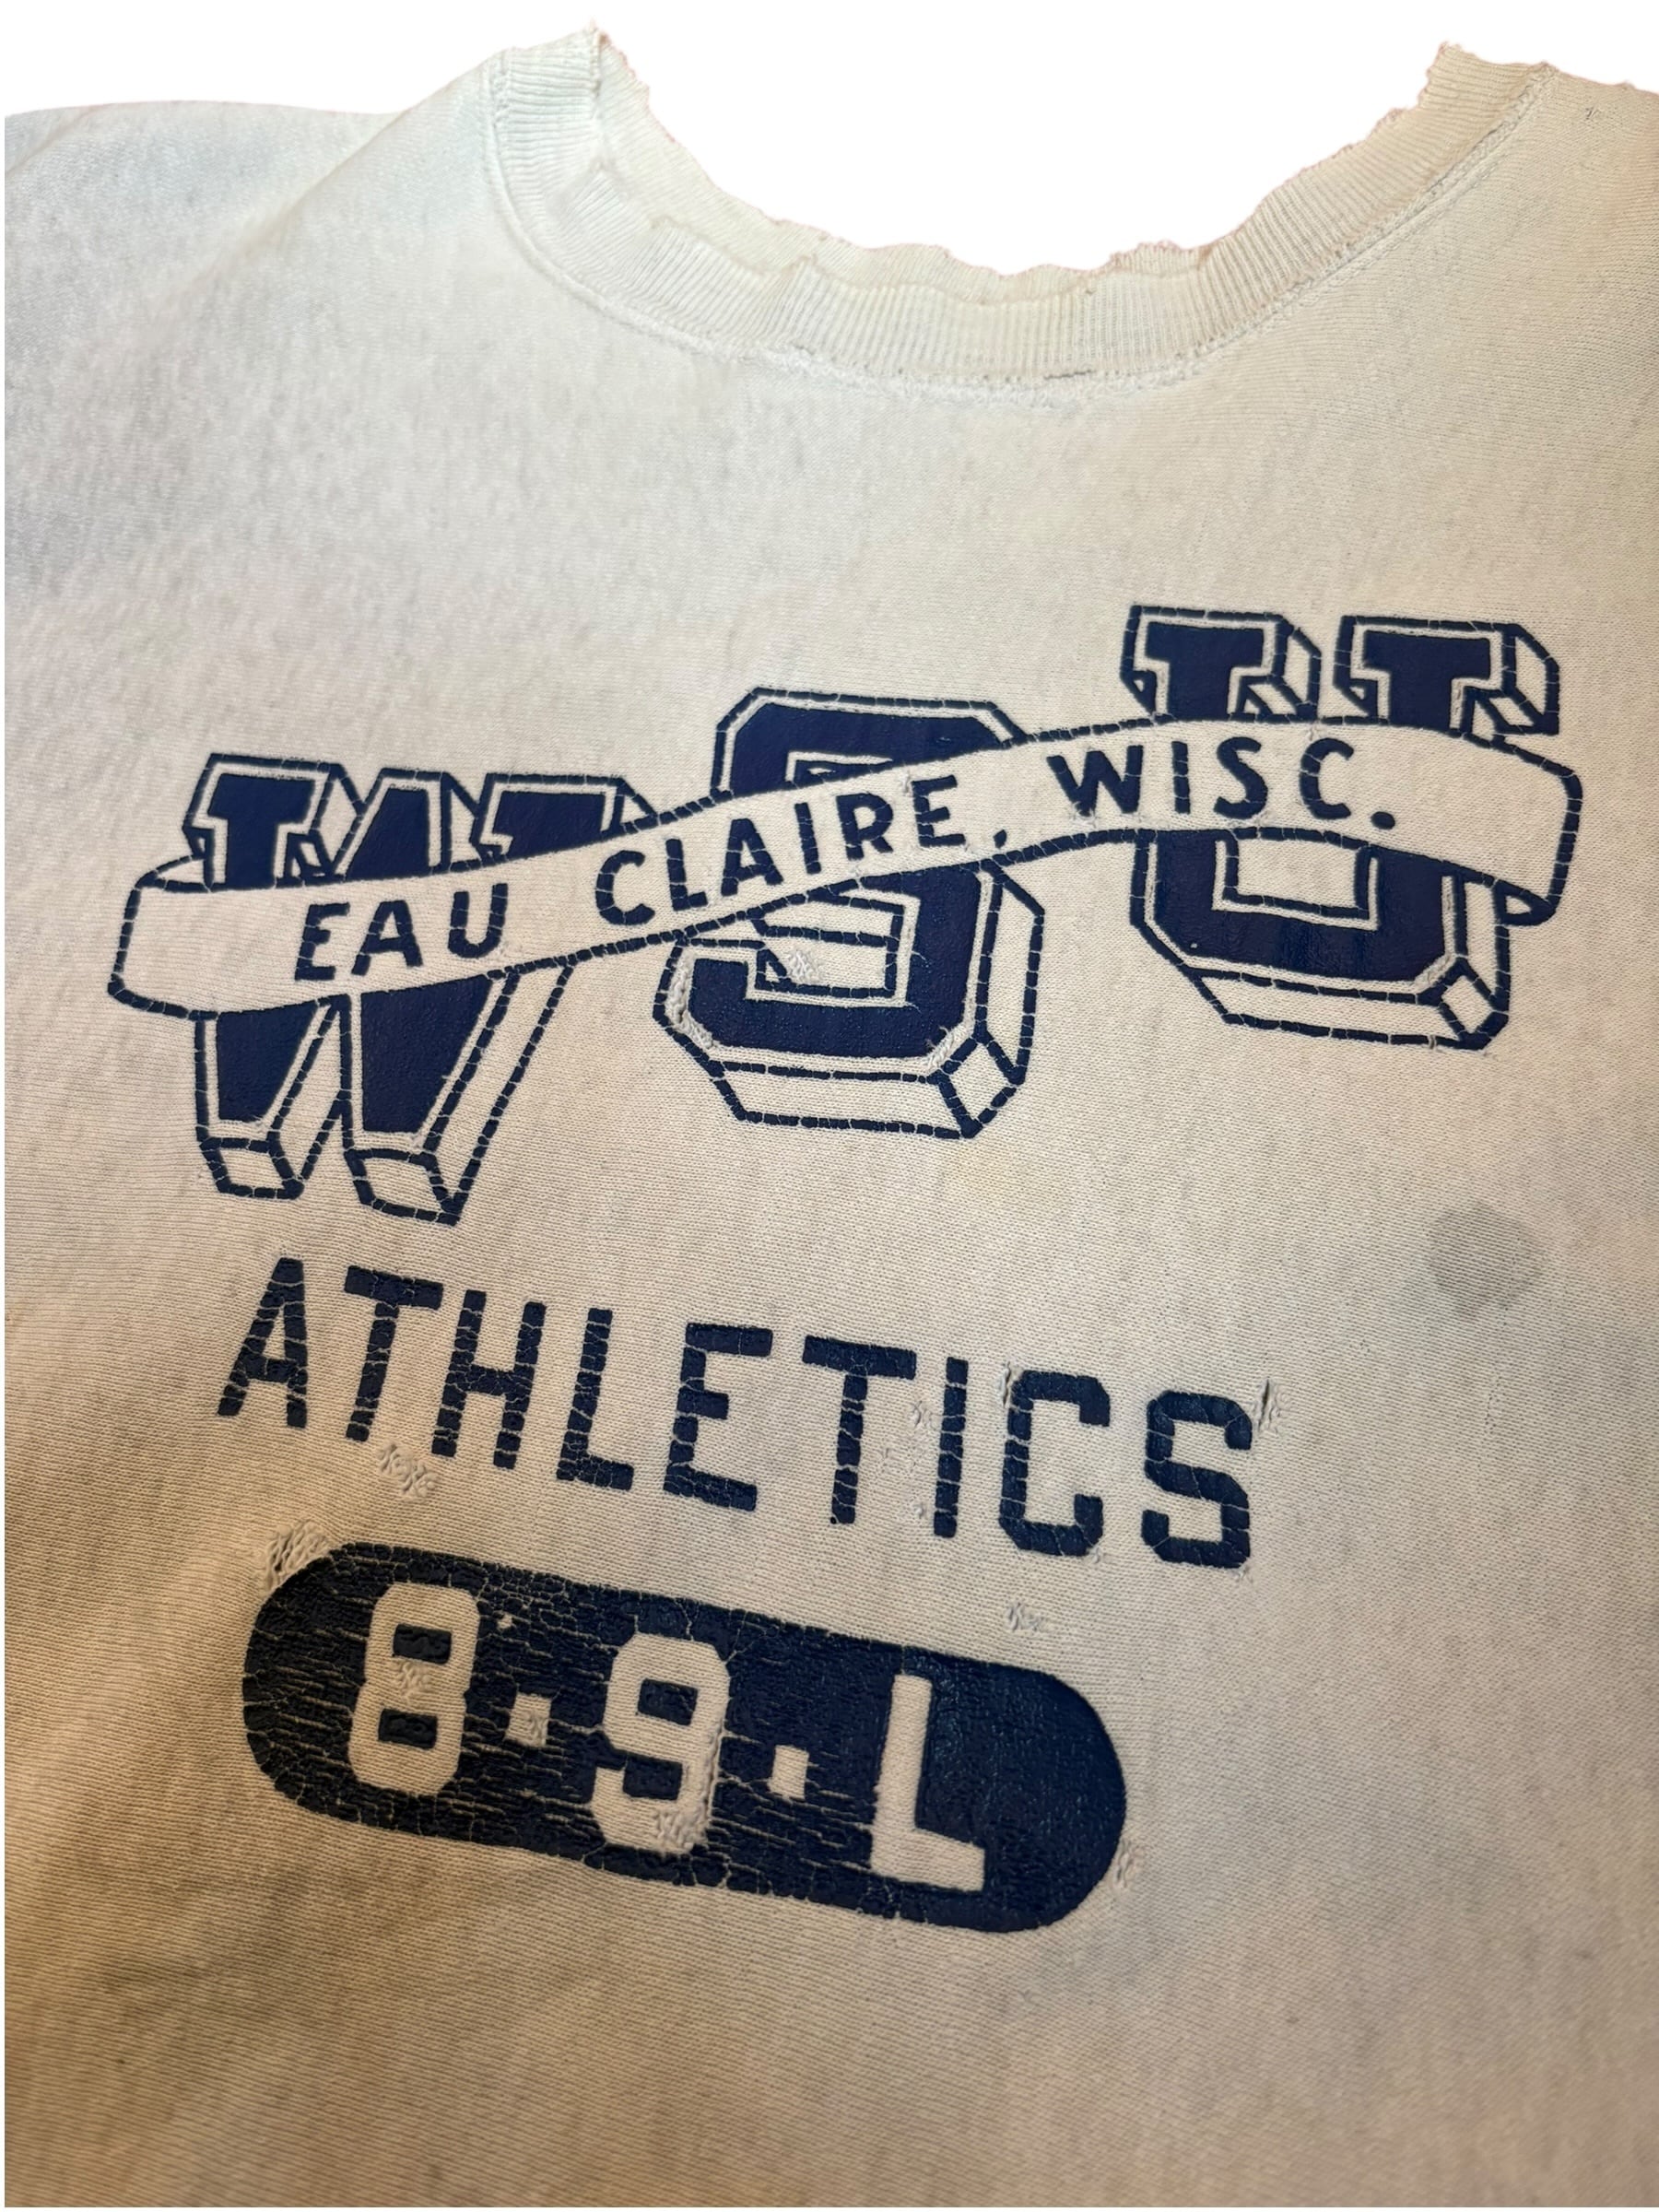 WSU
EAU CLAIRE, WISC.
ATHLETICS
8·9·L